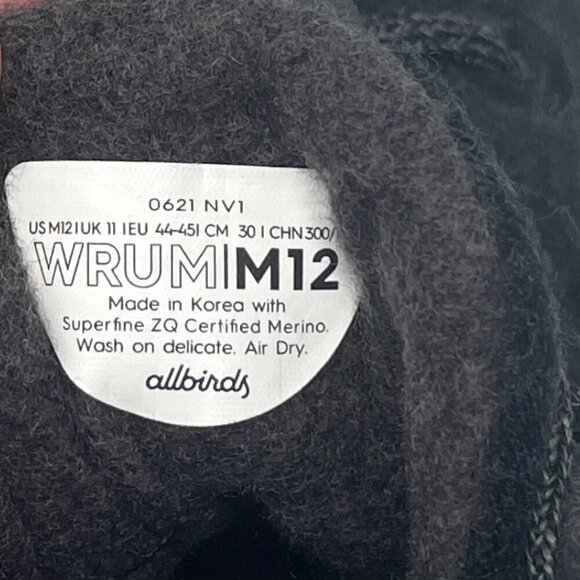 0621 NV1
US M12 | UK 11 | EU 44-45 | CM 30 | CHN 300/
WRUM|M12
Made in Korea with
Superfine ZQ Certified Merino.
Wash on delicate. Air Dry.
allbirds